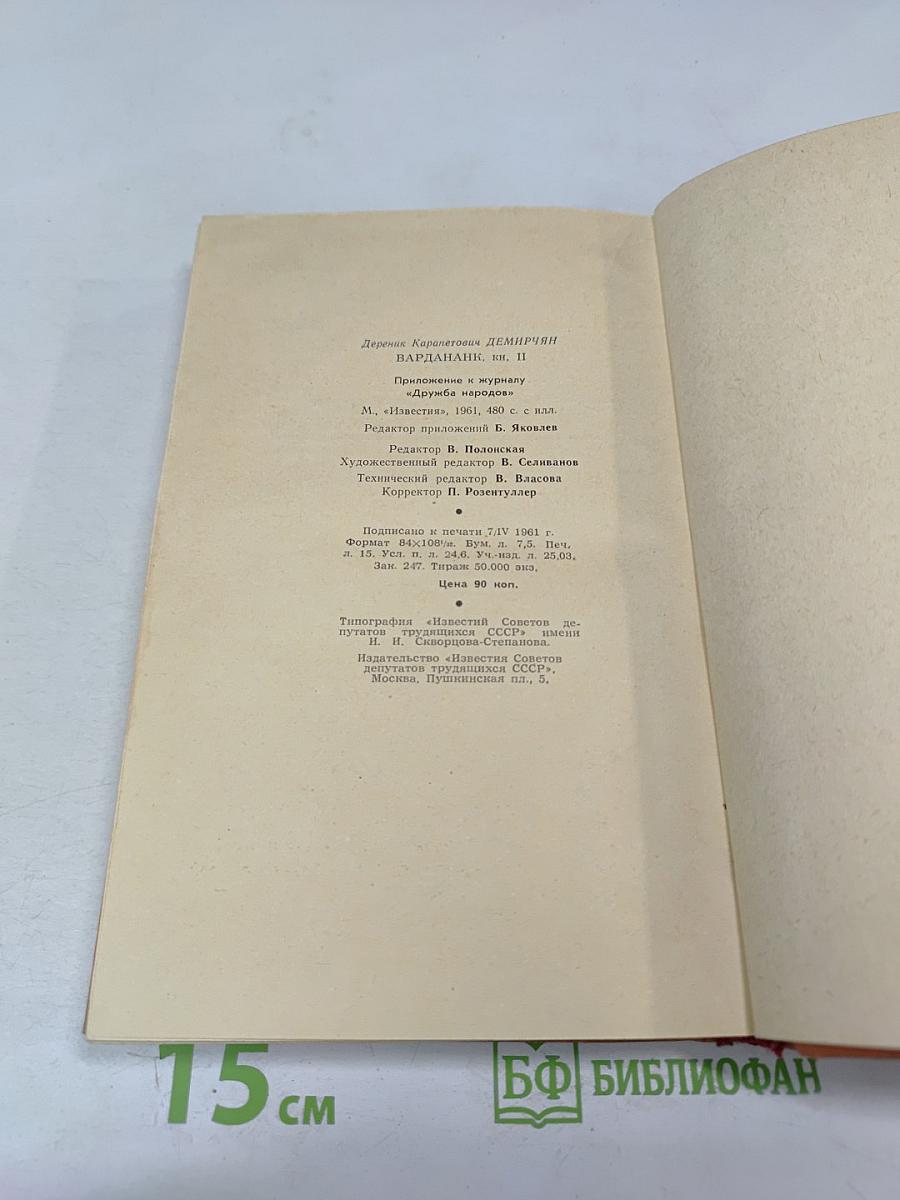 Дереник Карапетович ДЕМИРЧЯН
ВАРДАНАНК, кн. II
Приложение к журналу
«Дружба народов»
М., «Известия», 1961, 480 с. с илл.
Редактор приложений Б. Яковлев
Редактор В. Полонская
Художественный редактор В. Селиванов
Технический редактор В. Власова
Корректор П. Розентуллер
Подписано к печати 7/IV 1961 г.
Формат 84×108¹/₃₂. Бум. л. 7,5. Печ.
л. 15. Усл. п. л. 24,6. Уч.-изд. л. 25,03.
Зак. 247. Тираж 50.000 экз.
Цена 90 коп.
Типография «Известий Советов де-
путатов трудящихся СССР» имени
И. И. Скворцова-Степанова.
Издательство «Известия Советов
депутатов трудящихся СССР».
Москва, Пушкинская пл., 5.
15 см
БФ БИБЛИОФАН